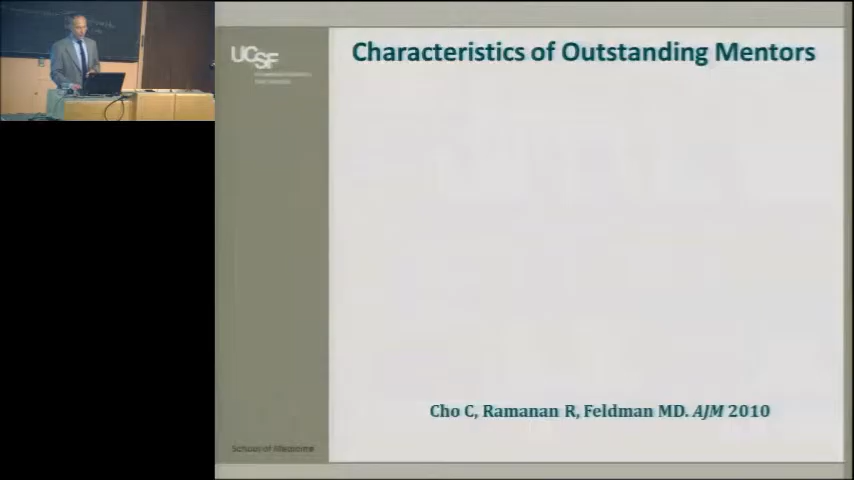 Characteristics of Outstanding Mentors
UCSF
School of Medicine
Cho C, Ramanan R, Feldman MD. AJM 2010